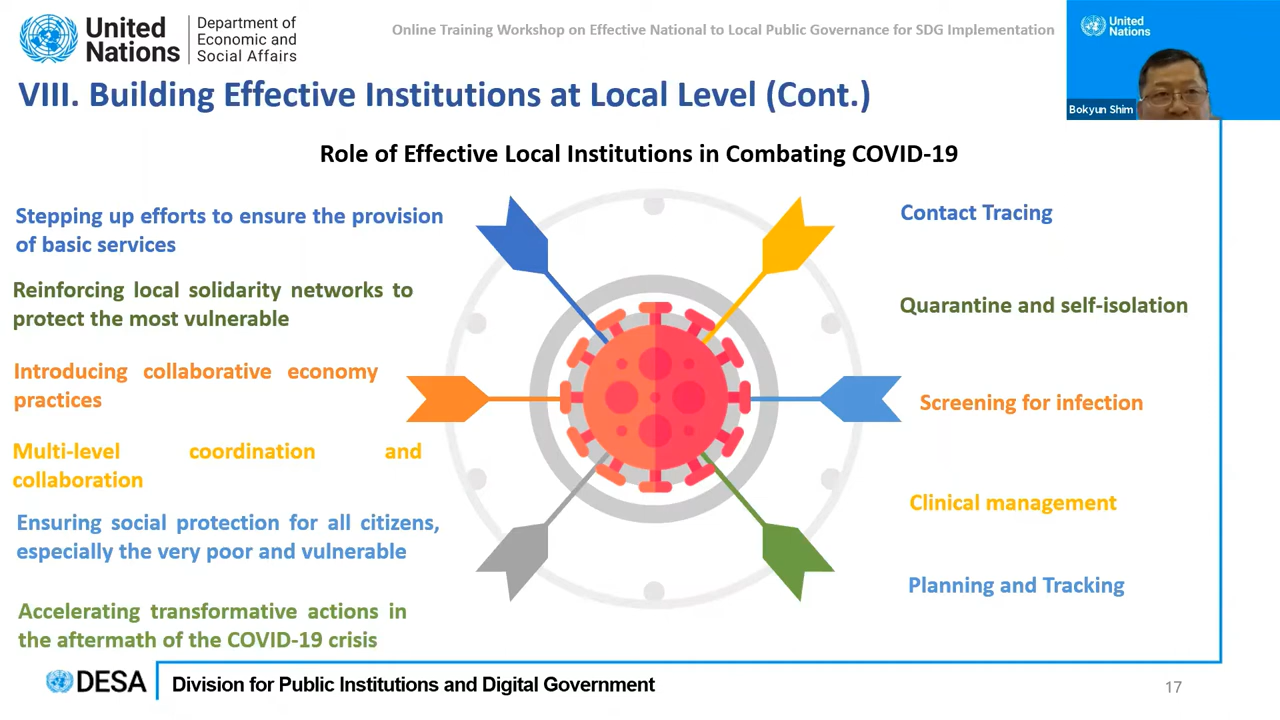 United
Nations
Department of
Economic and
Social Affairs
Online Training Workshop on Effective National to Local Public Governance for SDG Implementation
United
Nations
Bokyun Shim
VIII. Building Effective Institutions at Local Level (Cont.)
Role of Effective Local Institutions in Combating COVID-19
Stepping up efforts to ensure the provision
of basic services
Reinforcing local solidarity networks to
protect the most vulnerable
Introducing collaborative economy
practices
Multi-level coordination and
collaboration
Ensuring social protection for all citizens,
especially the very poor and vulnerable
Accelerating transformative actions in
the aftermath of the COVID-19 crisis
Contact Tracing
Quarantine and self-isolation
Screening for infection
Clinical management
Planning and Tracking
DESA
Division for Public Institutions and Digital Government
17